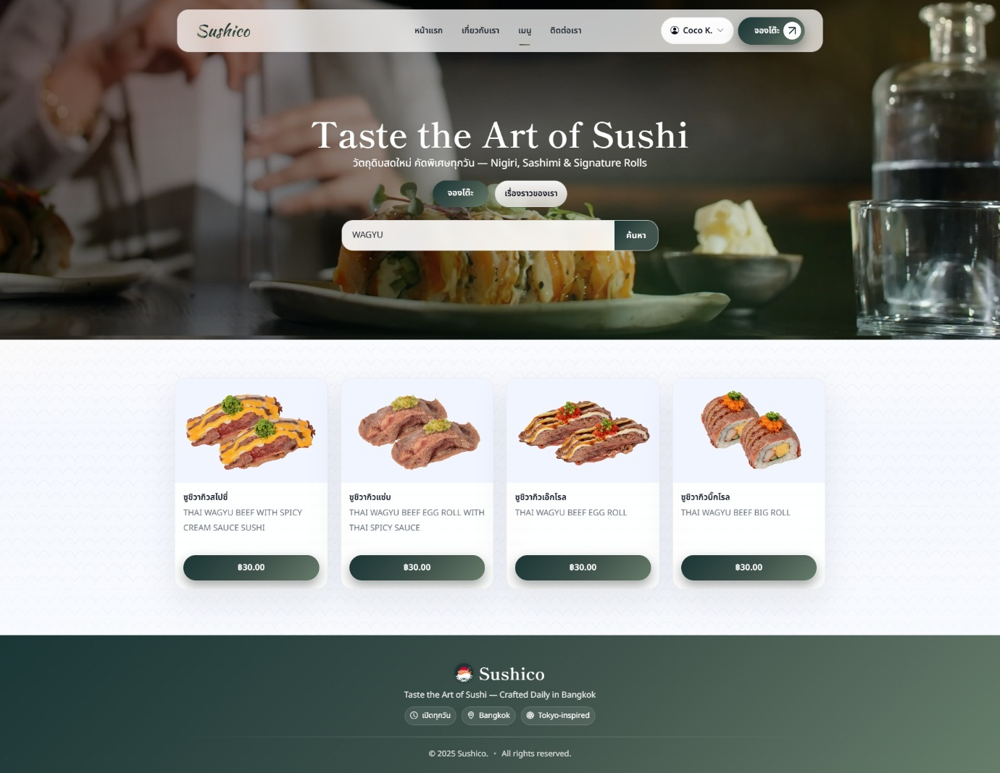 Sushico
หน้าแรก
เกี่ยวกับเรา
เมนู
ติดต่อเรา
Coco K.
จองโต๊ะ
Taste the Art of Sushi
วัตถุดิบสดใหม่ คัดพิเศษทุกวัน — Nigiri, Sashimi & Signature Rolls
จองโต๊ะ
เรื่องราวของเรา
WAGYU
ค้นหา
ซูชิวากิวสไปซี่
THAI WAGYU BEEF WITH SPICY
CREAM SAUCE SUSHI
฿30.00
ซูชิวากิวแซ่บ
THAI WAGYU BEEF EGG ROLL WITH
THAI SPICY SAUCE
฿30.00
ซูชิวากิวเอ๊กโรล
THAI WAGYU BEEF EGG ROLL
฿30.00
ซูชิวากิวบิ๊กโรล
THAI WAGYU BEEF BIG ROLL
฿30.00
Sushico
Taste the Art of Sushi — Crafted Daily in Bangkok
เปิดทุกวัน
Bangkok
Tokyo-inspired
© 2025 Sushico. • All rights reserved.